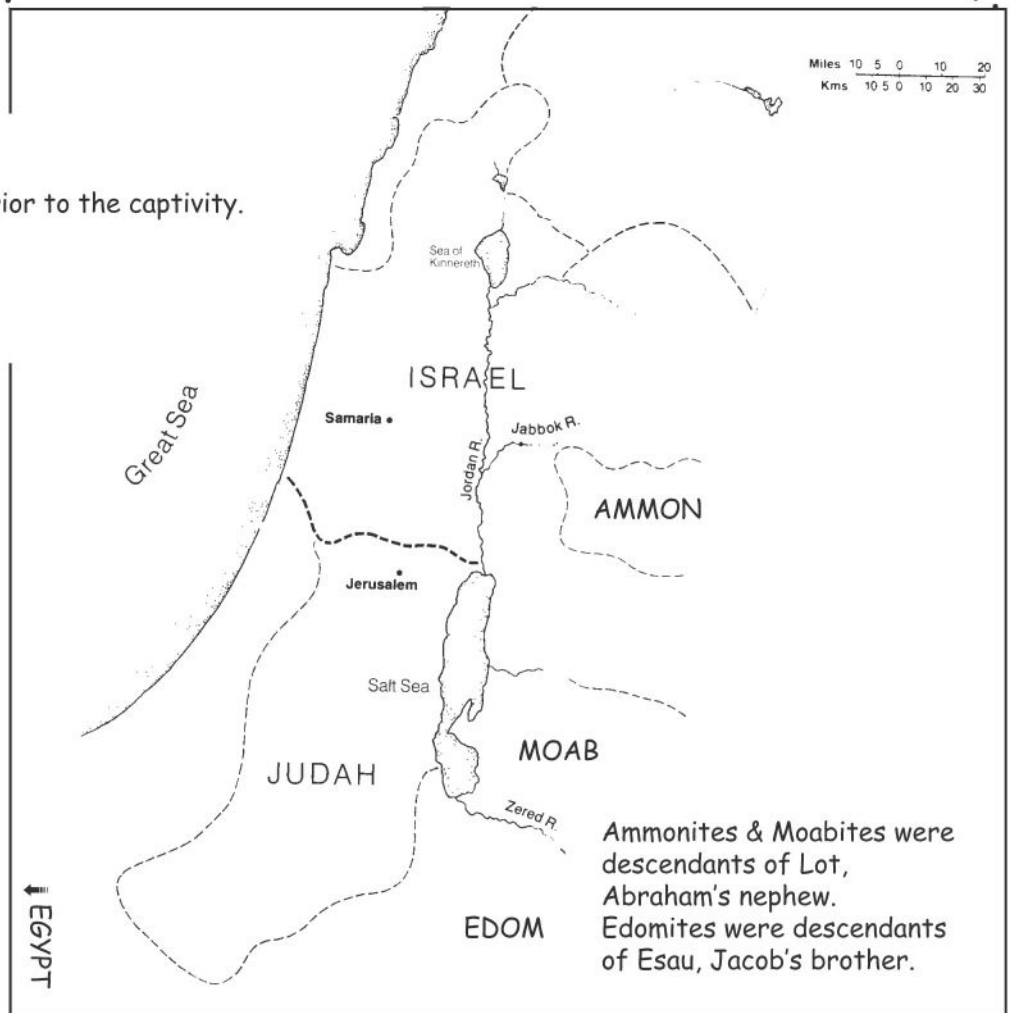 Miles 10 5 0 10 20
Kms 10 5 0 10 20 30
to the captivity.
Sea of
Kinnereth
ISRAEL
Samaria
Great Sea
Jabbok R.
Jordan R.
AMMON
Jerusalem
Salt Sea
MOAB
JUDAH
Zered R.
Ammonites & Moabites were
descendants of Lot,
Abraham's nephew.
Edomites were descendants
of Esau, Jacob's brother.
EDOM
EGYPT